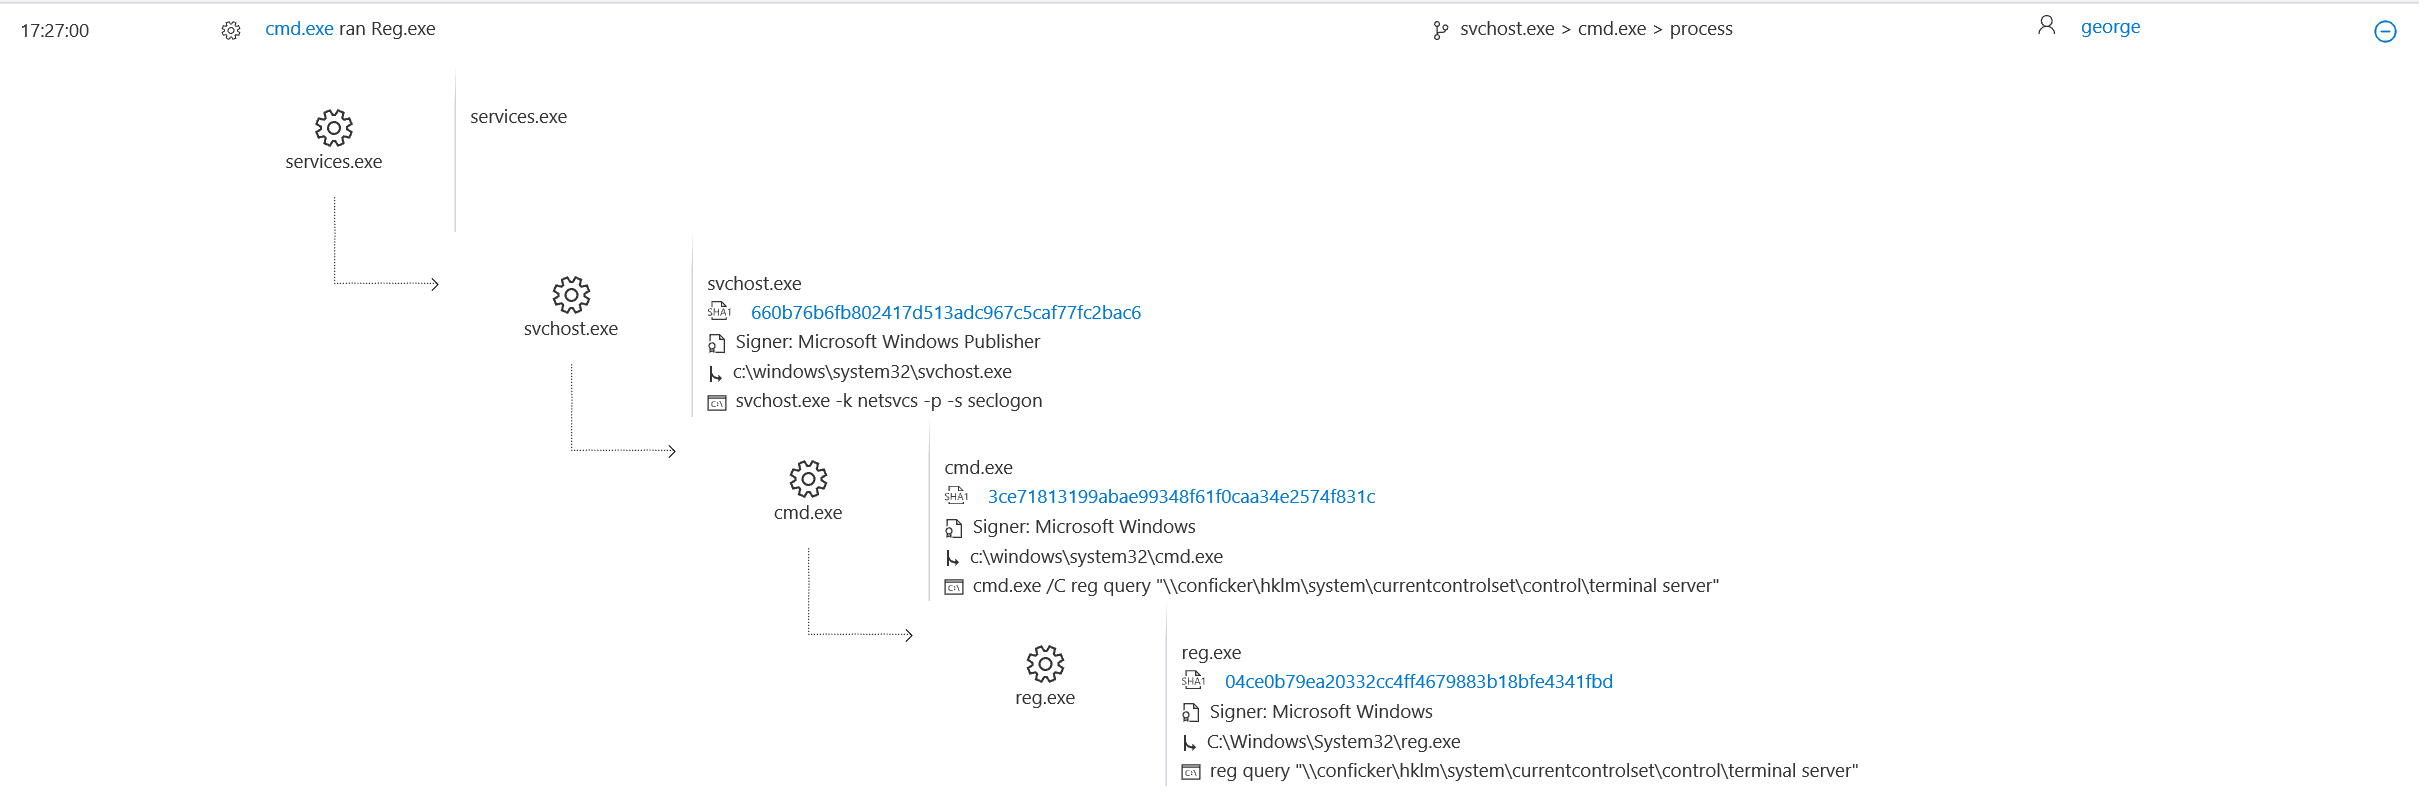 17:27:00 cmd.exe ran Reg.exe svchost.exe > cmd.exe > process george
services.exe
services.exe
svchost.exe
svchost.exe
SHA1 660b76b6fb802417d513adc967c5caf77fc2bac6
Signer: Microsoft Windows Publisher
c:\windows\system32\svchost.exe
C:\ svchost.exe -k netsvcs -p -s seclogon
cmd.exe
cmd.exe
SHA1 3ce71813199abae99348f61f0caa34e2574f831c
Signer: Microsoft Windows
c:\windows\system32\cmd.exe
C:\ cmd.exe /C reg query "\\conficker\hklm\system\currentcontrolset\control\terminal server"
reg.exe
reg.exe
SHA1 04ce0b79ea20332cc4ff4679883b18bfe4341fbd
Signer: Microsoft Windows
C:\Windows\System32\reg.exe
C:\ reg query "\\conficker\hklm\system\currentcontrolset\control\terminal server"